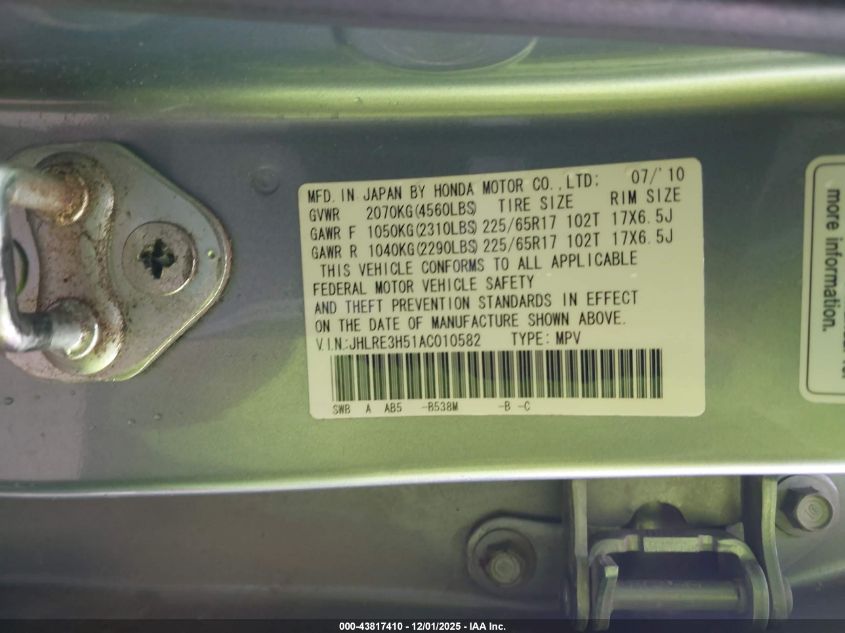 MFD. IN JAPAN BY HONDA MOTOR CO.,LTD: 07/'10
GVWR 2070KG(4560LBS) TIRE SIZE RIM SIZE
GAWR F 1050KG(2310LBS) 225/65R17 102T 17X6.5J
GAWR R 1040KG(2290LBS) 225/65R17 102T 17X6.5J
THIS VEHICLE CONFORMS TO ALL APPLICABLE
FEDERAL MOTOR VEHICLE SAFETY
AND THEFT PREVENTION STANDARDS IN EFFECT
ON THE DATE OF MANUFACTURE SHOWN ABOVE.
V.I.N:JHLRE3H51AC010582 TYPE: MPV
SWB A AB5 -B538M -B -C
more information.
000-43817410 - 12/01/2025 - IAA Inc.